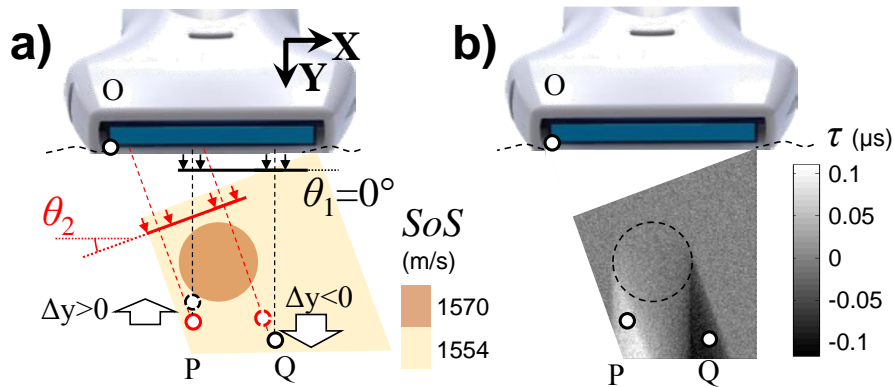 a)
X
Y
O
θ₁=0°
θ₂
SoS
(m/s)
1570
1554
Δy>0
Δy<0
P
Q
b)
O
τ (μs)
0.1
0.05
0
-0.05
-0.1
P
Q